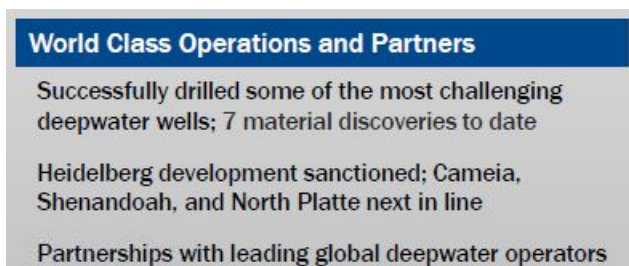 World Class Operations and Partners
Successfully drilled some of the most challenging
deepwater wells; 7 material discoveries to date
Heidelberg development sanctioned; Cameia,
Shenandoah, and North Platte next in line
Partnerships with leading global deepwater operators